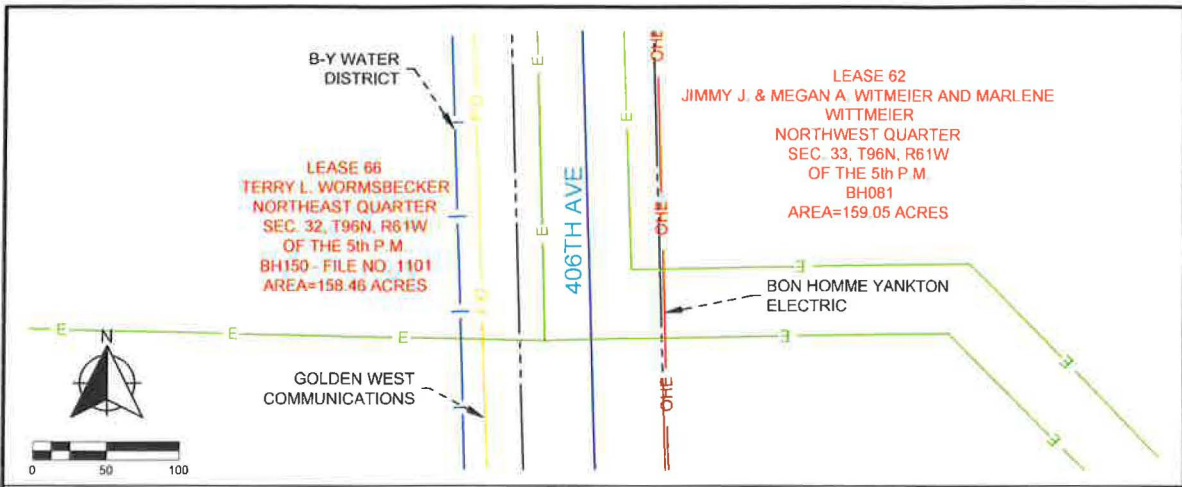 B-Y WATER
DISTRICT
LEASE 66
TERRY L. WORMSBECKER
NORTHEAST QUARTER
SEC. 32, T96N, R61W
OF THE 5th P.M.
BH150 - FILE NO. 1101
AREA=158.46 ACRES
406TH AVE
LEASE 62
JIMMY J. & MEGAN A. WITMEIER AND MARLENE
WITTMEIER
NORTHWEST QUARTER
SEC. 33, T96N, R61W
OF THE 5th P.M.
BH081
AREA=159.05 ACRES
BON HOMME YANKTON
ELECTRIC
GOLDEN WEST
COMMUNICATIONS
OHE
OHE
OHE
E
E
E
E
E
E
E
E
E
E
N
0 50 100